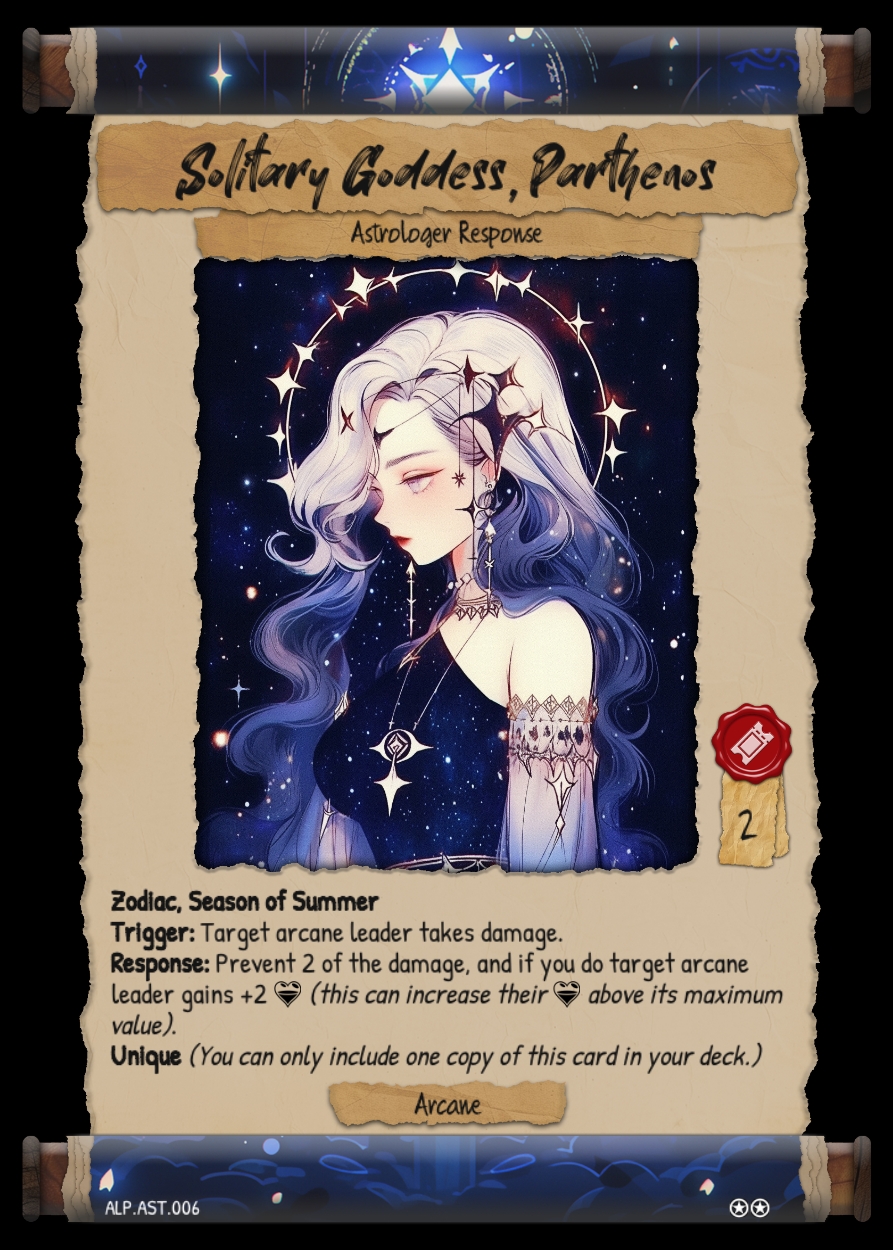 Solitary Goddess, Parthenos
Astrologer Response
2
Zodiac, Season of Summer
Trigger: Target arcane leader takes damage.
Response: Prevent 2 of the damage, and if you do target arcane
leader gains +2 (this can increase their above its maximum
value).
Unique (You can only include one copy of this card in your deck.)
Arcane
ALP.AST.006